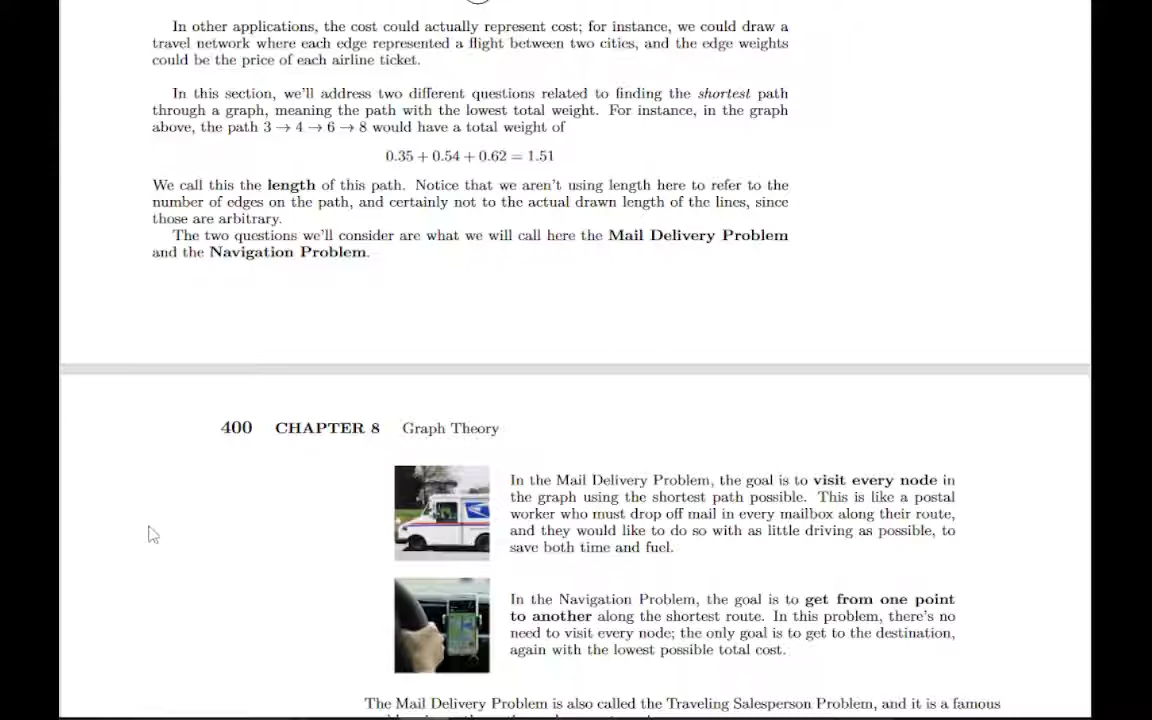 In other applications, the cost could actually represent cost; for instance, we could draw a
travel network where each edge represented a flight between two cities, and the edge weights
could be the price of each airline ticket.
In this section, we'll address two different questions related to finding the shortest path
through a graph, meaning the path with the lowest total weight. For instance, in the graph
above, the path 3 → 4 → 6 → 8 would have a total weight of
0.35 + 0.54 + 0.62 = 1.51
We call this the length of this path. Notice that we aren't using length here to refer to the
number of edges on the path, and certainly not to the actual drawn length of the lines, since
those are arbitrary.
The two questions we'll consider are what we will call here the Mail Delivery Problem
and the Navigation Problem.
400 CHAPTER 8 Graph Theory
In the Mail Delivery Problem, the goal is to visit every node in
the graph using the shortest path possible. This is like a postal
worker who must drop off mail in every mailbox along their route,
and they would like to do so with as little driving as possible, to
save both time and fuel.
In the Navigation Problem, the goal is to get from one point
to another along the shortest route. In this problem, there's no
need to visit every node; the only goal is to get to the destination,
again with the lowest possible total cost.
The Mail Delivery Problem is also called the Traveling Salesperson Problem, and it is a famous